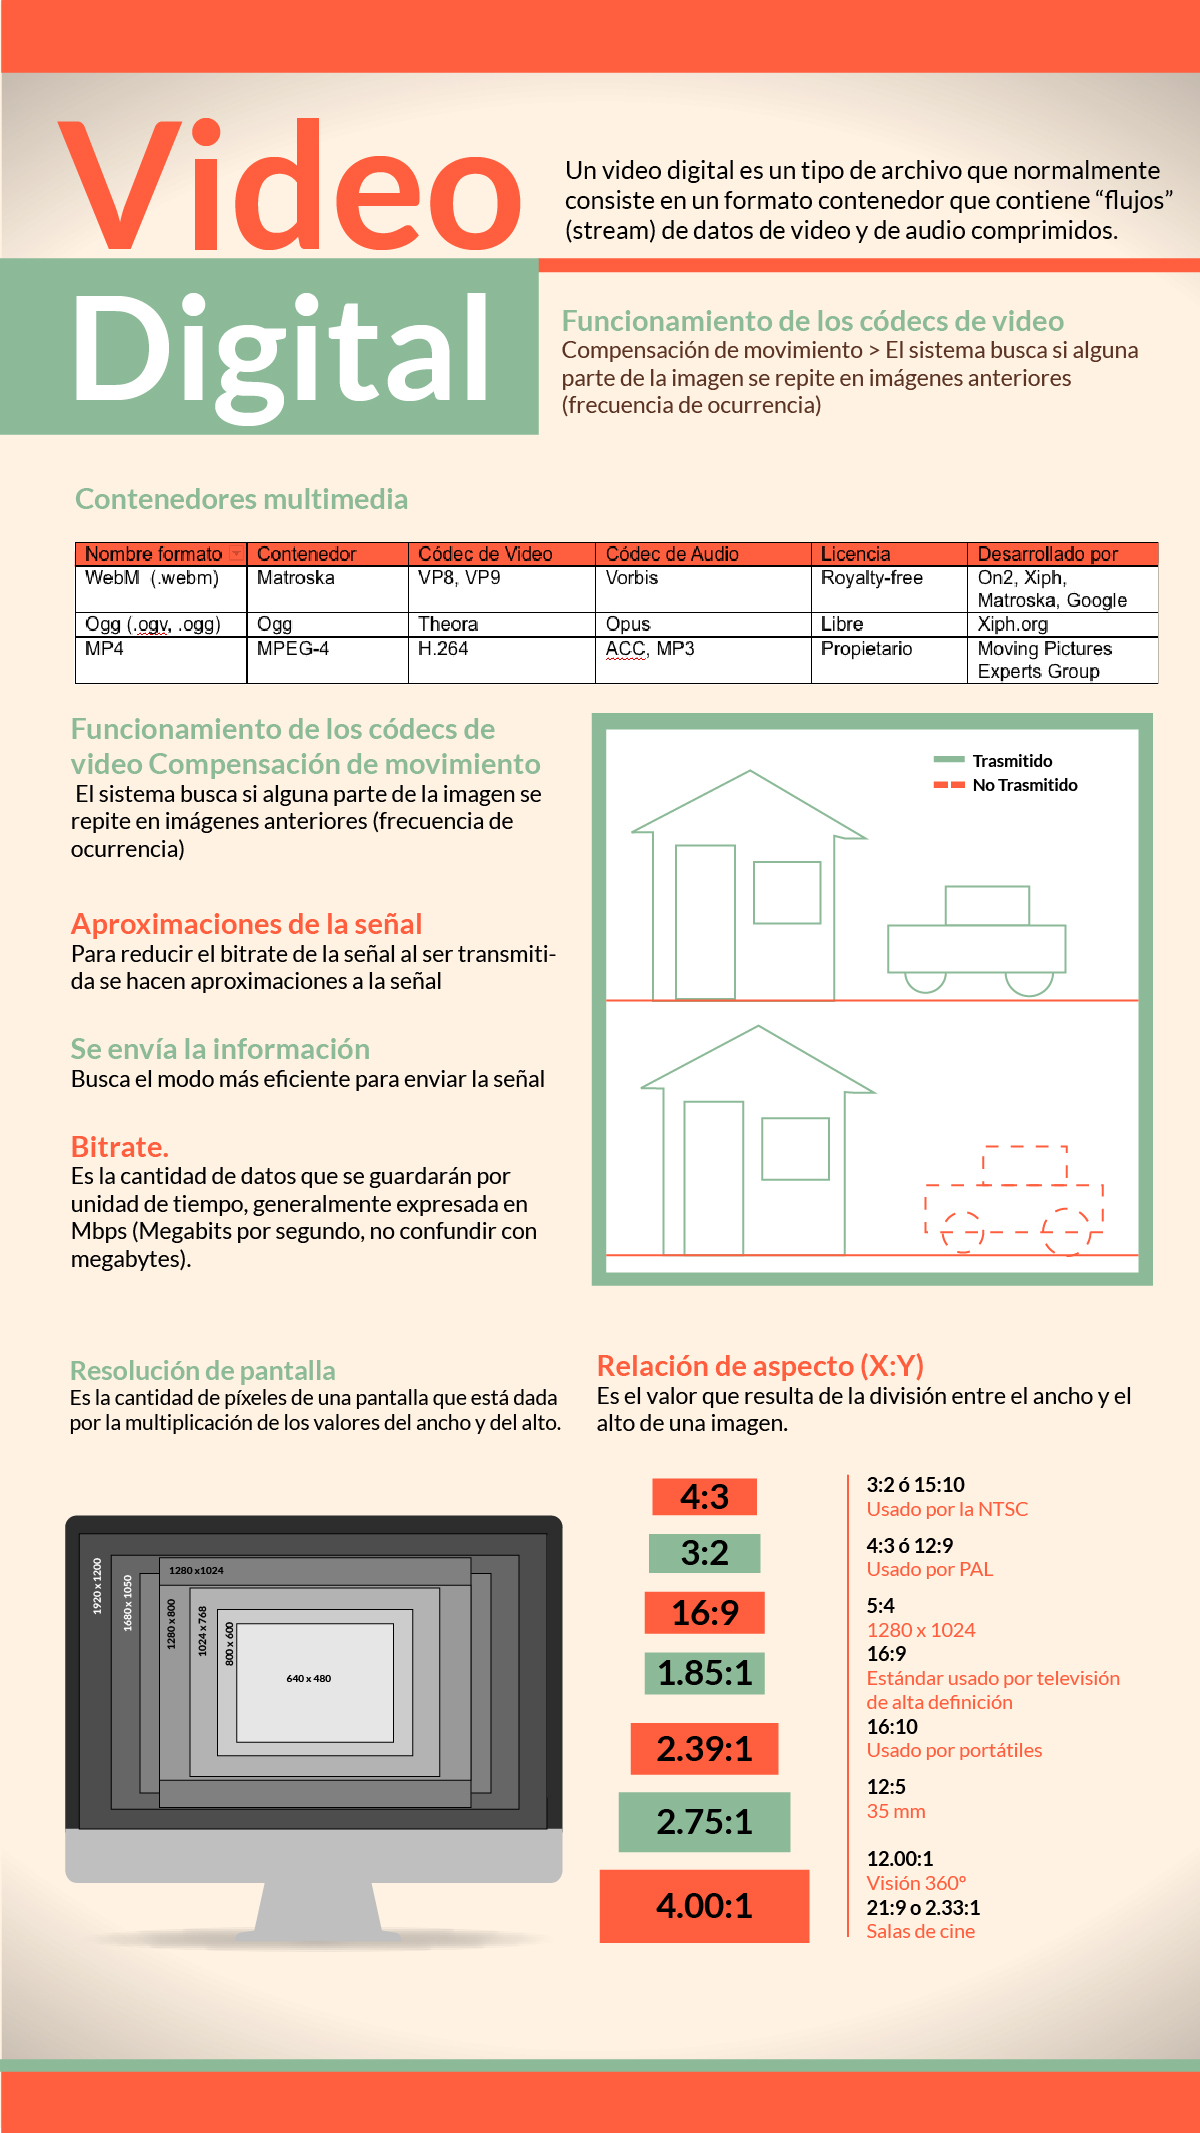 Video
Digital
Un video digital es un tipo de archivo que normalmente
consiste en un formato contenedor que contiene “flujos”
(stream) de datos de video y de audio comprimidos.
Funcionamiento de los códecs de video
Compensación de movimiento > El sistema busca si alguna
parte de la imagen se repite en imágenes anteriores
(frecuencia de ocurrencia)
Contenedores multimedia
Nombre formato Contenedor Códec de Video Códec de Audio Licencia Desarrollado por
WebM (.webm) Matroska VP8, VP9 Vorbis Royalty-free On2, Xiph,
Matroska, Google
Ogg (.ogv, .ogg) Ogg Theora Opus Libre Xiph.org
MP4 MPEG-4 H.264 ACC, MP3 Propietario Moving Pictures
Experts Group
Funcionamiento de los códecs de
video Compensación de movimiento
El sistema busca si alguna parte de la imagen se
repite en imágenes anteriores (frecuencia de
ocurrencia)
Aproximaciones de la señal
Para reducir el bitrate de la señal al ser transmiti-
da se hacen aproximaciones a la señal
Se envía la información
Busca el modo más eficiente para enviar la señal
Bitrate.
Es la cantidad de datos que se guardarán por
unidad de tiempo, generalmente expresada en
Mbps (Megabits por segundo, no confundir con
megabytes).
Trasmitido
No Trasmitido
Resolución de pantalla
Es la cantidad de píxeles de una pantalla que está dada
por la multiplicación de los valores del ancho y del alto.
1920 x 1200
1680 x 1050
1280 x1024
1280 x 800
1024 x 768
800 x 600
640 x 480
Relación de aspecto (X:Y)
Es el valor que resulta de la división entre el ancho y el
alto de una imagen.
4:3
3:2
16:9
1.85:1
2.39:1
2.75:1
4.00:1
3:2 ó 15:10
Usado por la NTSC
4:3 ó 12:9
Usado por PAL
5:4
1280 x 1024
16:9
Estándar usado por televisión
de alta definición
16:10
Usado por portátiles
12:5
35 mm
12.00:1
Visión 360º
21:9 o 2.33:1
Salas de cine